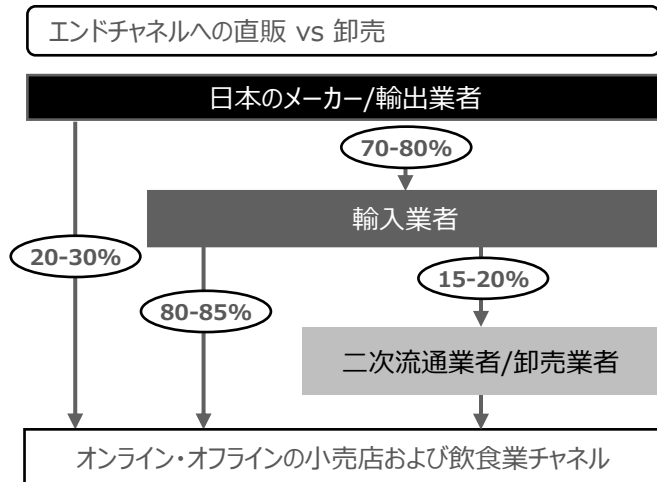 エンドチャネルへの直販 vs 卸売
日本のメーカー/輸出業者
70-80%
輸入業者
20-30%
15-20%
80-85%
二次流通業者/卸売業者
オンライン・オフラインの小売店および飲食業チャネル